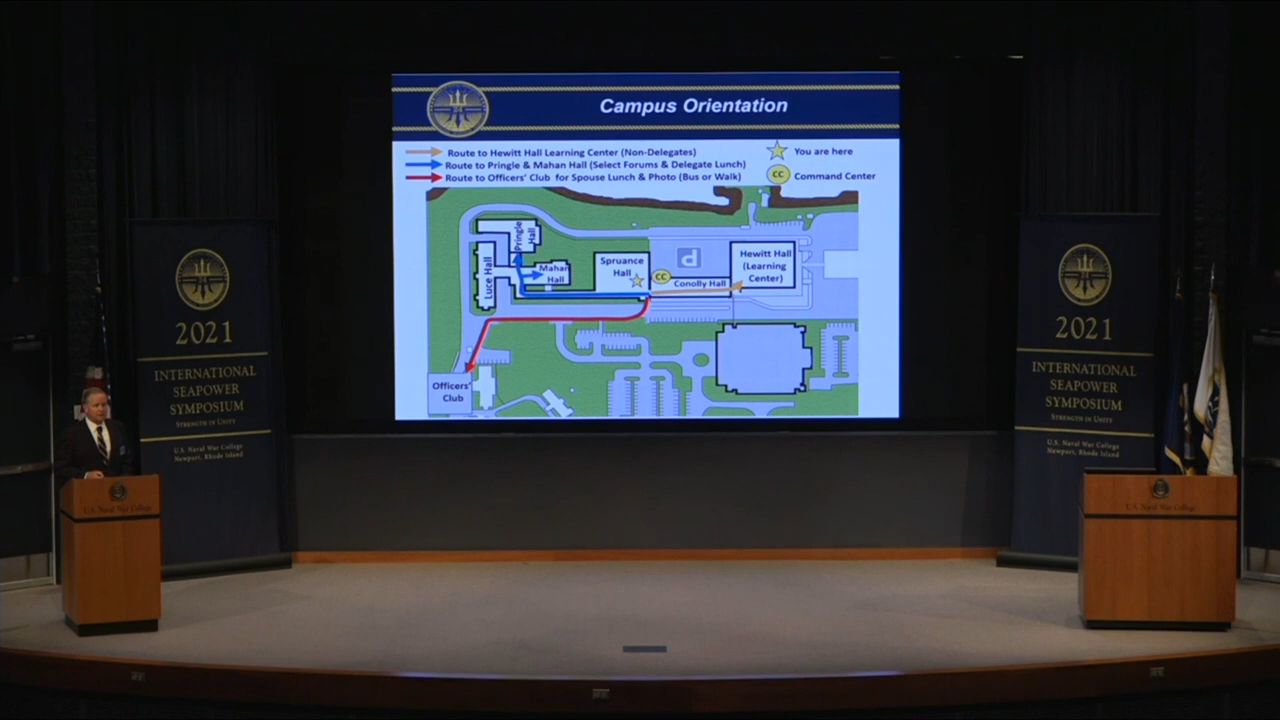 Campus Orientation
Route to Hewitt Hall Learning Center (Non-Delegates)
Route to Pringle & Mahan Hall (Select Forums & Delegate Lunch)
Route to Officers' Club for Spouse Lunch & Photo (Bus or Walk)
You are here
CC
Command Center
Pringle
Hall
Luce Hall
Mahan
Hall
Spruance
Hall
CC
Conolly Hall
P
Hewitt Hall
(Learning
Center)
Officers'
Club
2021
INTERNATIONAL
SEAPOWER
SYMPOSIUM
STRENGTH IN UNITY
U.S. Naval War College
Newport, Rhode Island
2021
INTERNATIONAL
SEAPOWER
SYMPOSIUM
STRENGTH IN UNITY
U.S. Naval War College
Newport, Rhode Island
U.S. Naval War College
U.S. Naval War College